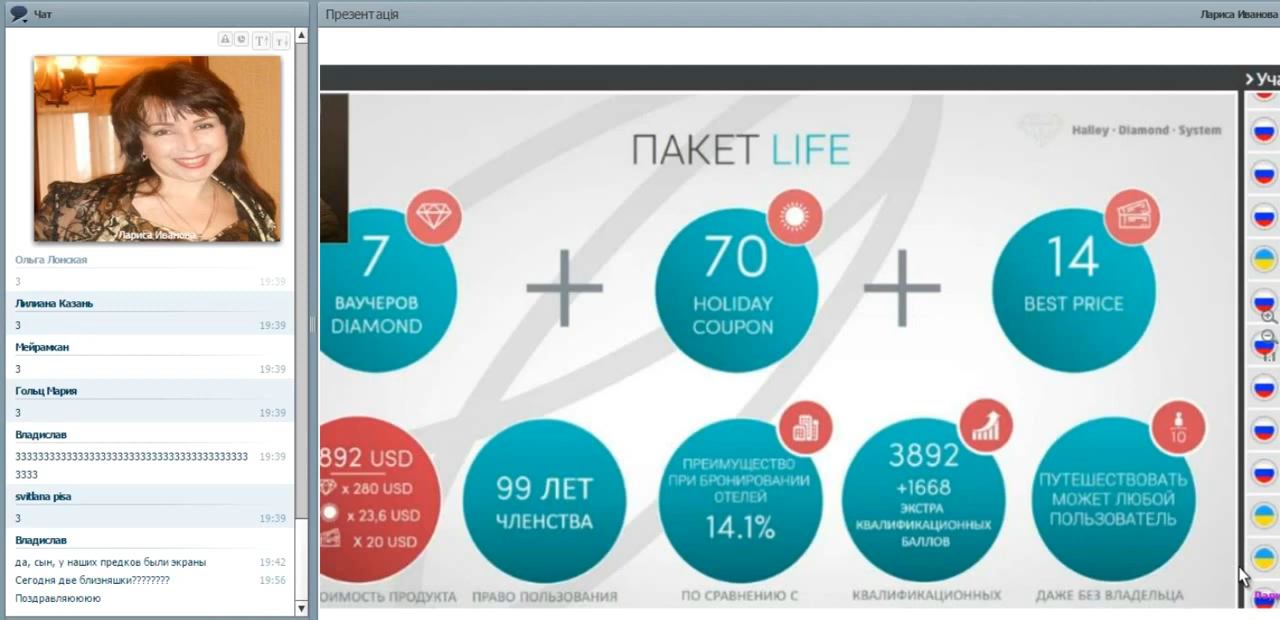 Чат
Лариса Иванова
Ольга Лонская
3 19:39
Лилиана Казань
3 19:39
Мейрамкан
3 19:39
Гольц Мария
3 19:39
Владислав
333333333333333333333333333333333333333333 19:39
3333
svitlana pisa
3 19:39
Владислав
да, сын, у наших предков были экраны 19:42
Сегодня две близняшки???????? 19:56
Поздравляюююю
Презентація
Лариса Иванова
Уча
Halley · Diamond · System
ПАКЕТ LIFE
7
ВАУЧЕРОВ
DIAMOND
70
HOLIDAY
COUPON
14
BEST PRICE
892 USD
x 280 USD
x 23,6 USD
x 20 USD
99 ЛЕТ
ЧЛЕНСТВА
ПРЕИМУЩЕСТВО
ПРИ БРОНИРОВАНИИ
ОТЕЛЕЙ
14.1%
3892
+1668
ЭКСТРА
КВАЛИФИКАЦИОННЫХ
БАЛЛОВ
10
ПУТЕШЕСТВОВАТЬ
МОЖЕТ ЛЮБОЙ
ПОЛЬЗОВАТЕЛЬ
ОИМОСТЬ ПРОДУКТА
ПРАВО ПОЛЬЗОВАНИЯ
ПО СРАВНЕНИЮ С
КВАЛИФИКАЦИОННЫХ
ДАЖЕ БЕЗ ВЛАДЕЛЬЦА
1:1
Лари